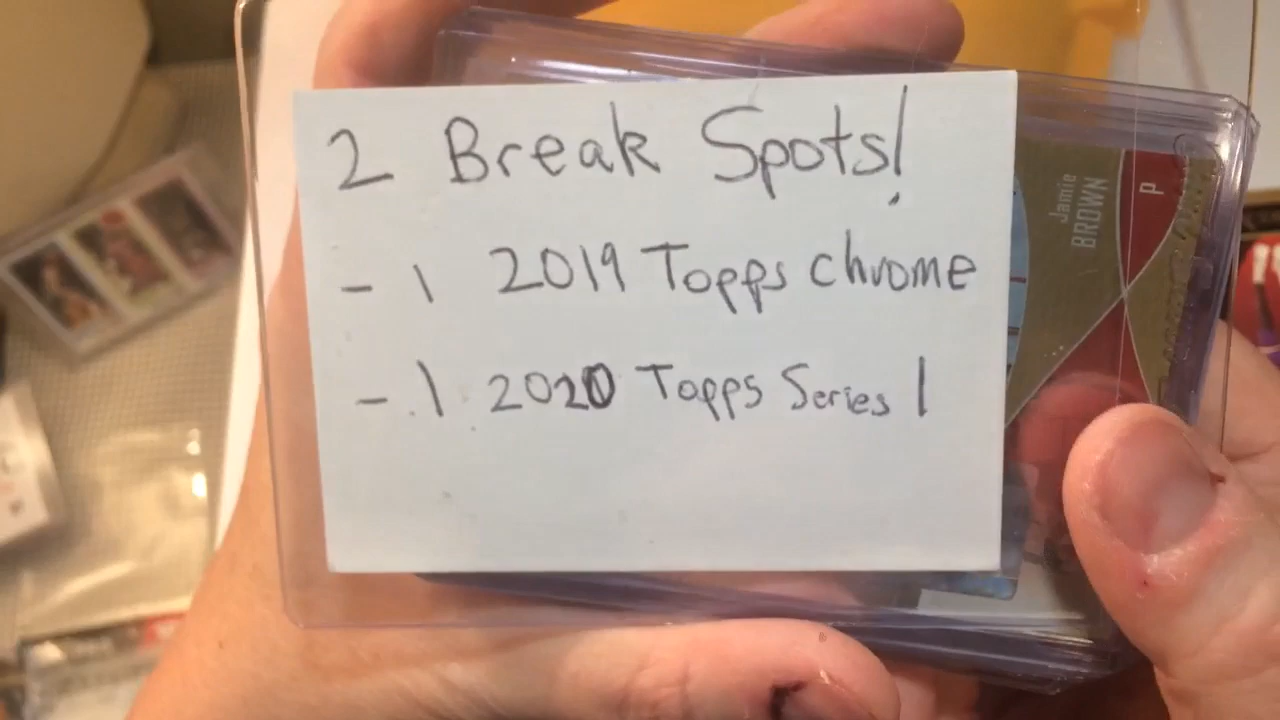 2 Break Spots!
- 1 2019 Topps Chrome
- 1 2020 Topps Series 1
Jamie
BROWN
P